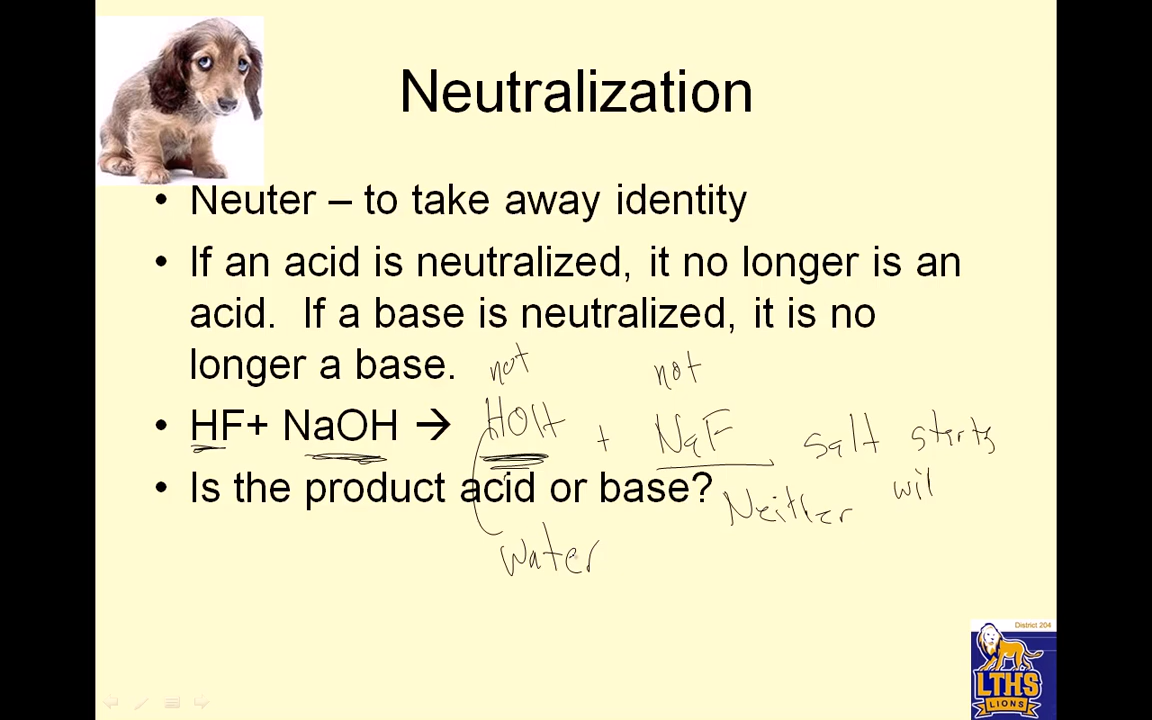 Neutralization
• Neuter – to take away identity
• If an acid is neutralized, it no longer is an
acid. If a base is neutralized, it is no
longer a base.
not not
• HF+ NaOH → HOH + NaF salt starts
• Is the product acid or base? Neither wil
water
District 204
LTHS
LIONS